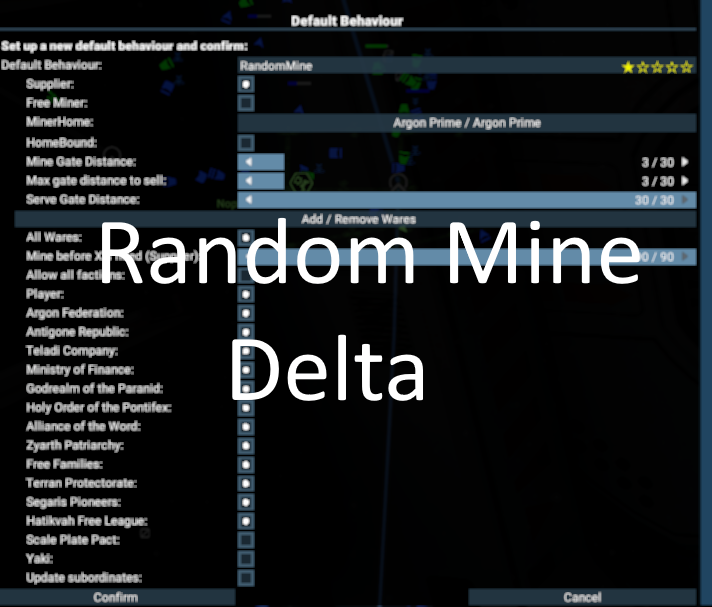 Default Behaviour
Set up a new default behaviour and confirm:
Default Behaviour: RandomMine
Supplier:
Free Miner:
MinerHome: Argon Prime / Argon Prime
HomeBound:
Mine Gate Distance: 3 / 30
Max gate distance to sell: 3 / 30
Serve Gate Distance: 30 / 30
Add / Remove Wares
All Wares:
Mine before / 90
Allow all factions:
Random Mine
Player:
Argon Federation:
Antigone Republic:
Teladi Company:
Ministry of Finance:
Delta
Godrealm of the Paranid:
Holy Order of the Pontifex:
Alliance of the Word:
Zyarth Patriarchy:
Free Families:
Terran Protectorate:
Segaris Pioneers:
Hatikvah Free League:
Scale Plate Pact:
Yaki:
Update subordinates:
Confirm Cancel